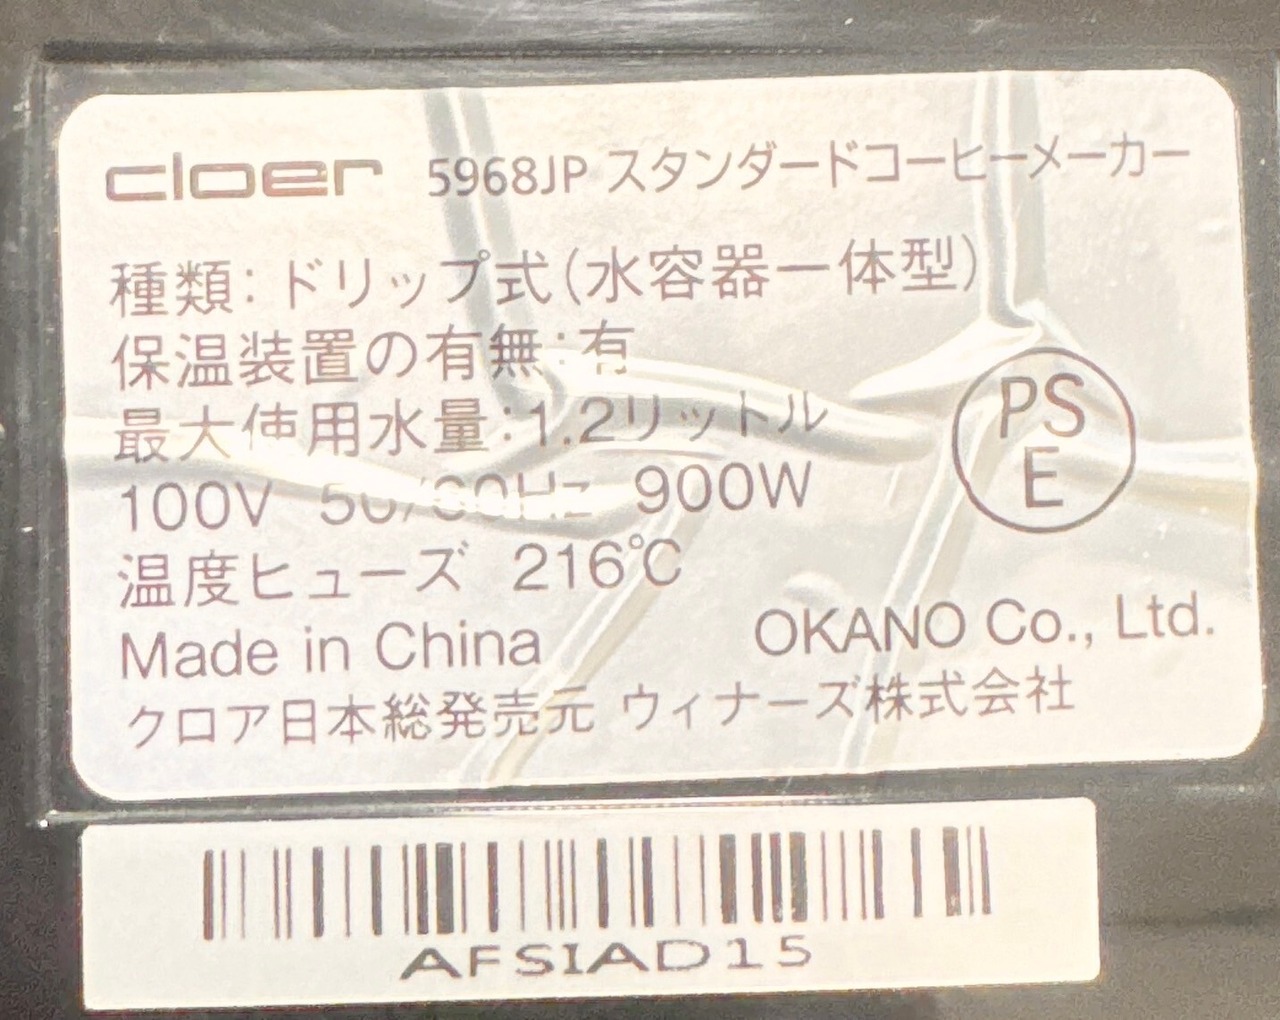 cloer 5968JP スタンダードコーヒーメーカー
種類：ドリップ式（水容器一体型）
保温装置の有無：有
最大使用水量：1.2リットル
100V 50/60Hz 900W
温度ヒューズ 216℃
PS
E
Made in China
OKANO Co., Ltd.
クロア日本総発売元 ウィナーズ株式会社
AFSIAD15